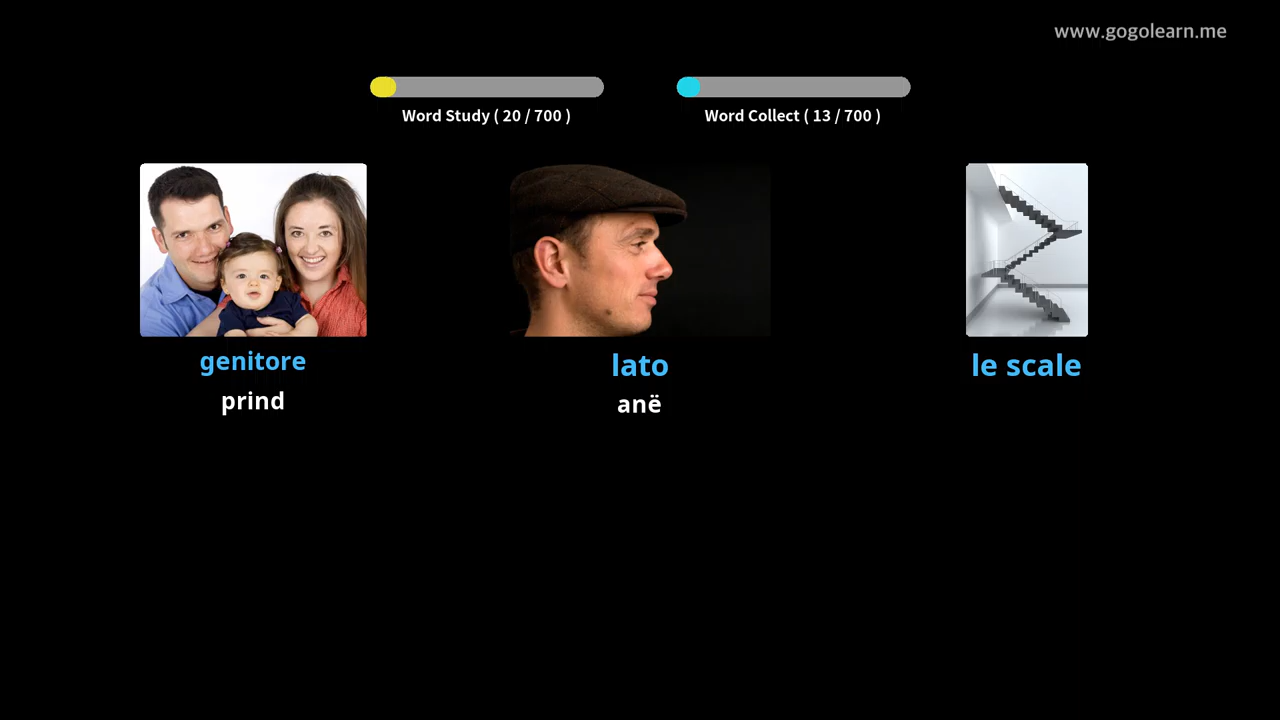 www.gogolearn.me
Word Study ( 20 / 700 )
Word Collect ( 13 / 700 )
genitore
prind
lato
anë
le scale